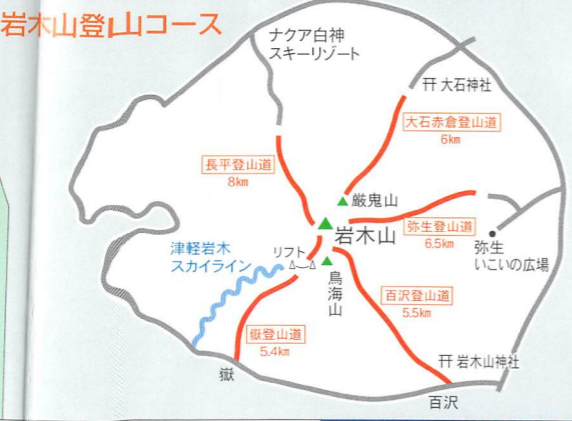 岩木山登山コース
ナクア白神
スキーリゾート
大石神社
大石赤倉登山道
6km
長平登山道
8km
巌鬼山
岩木山
弥生登山道
6.5km
弥生
いこいの広場
津軽岩木
スカイライン
リフト
鳥海山
百沢登山道
5.5km
嶽登山道
5.4km
岩木山神社
嶽
百沢